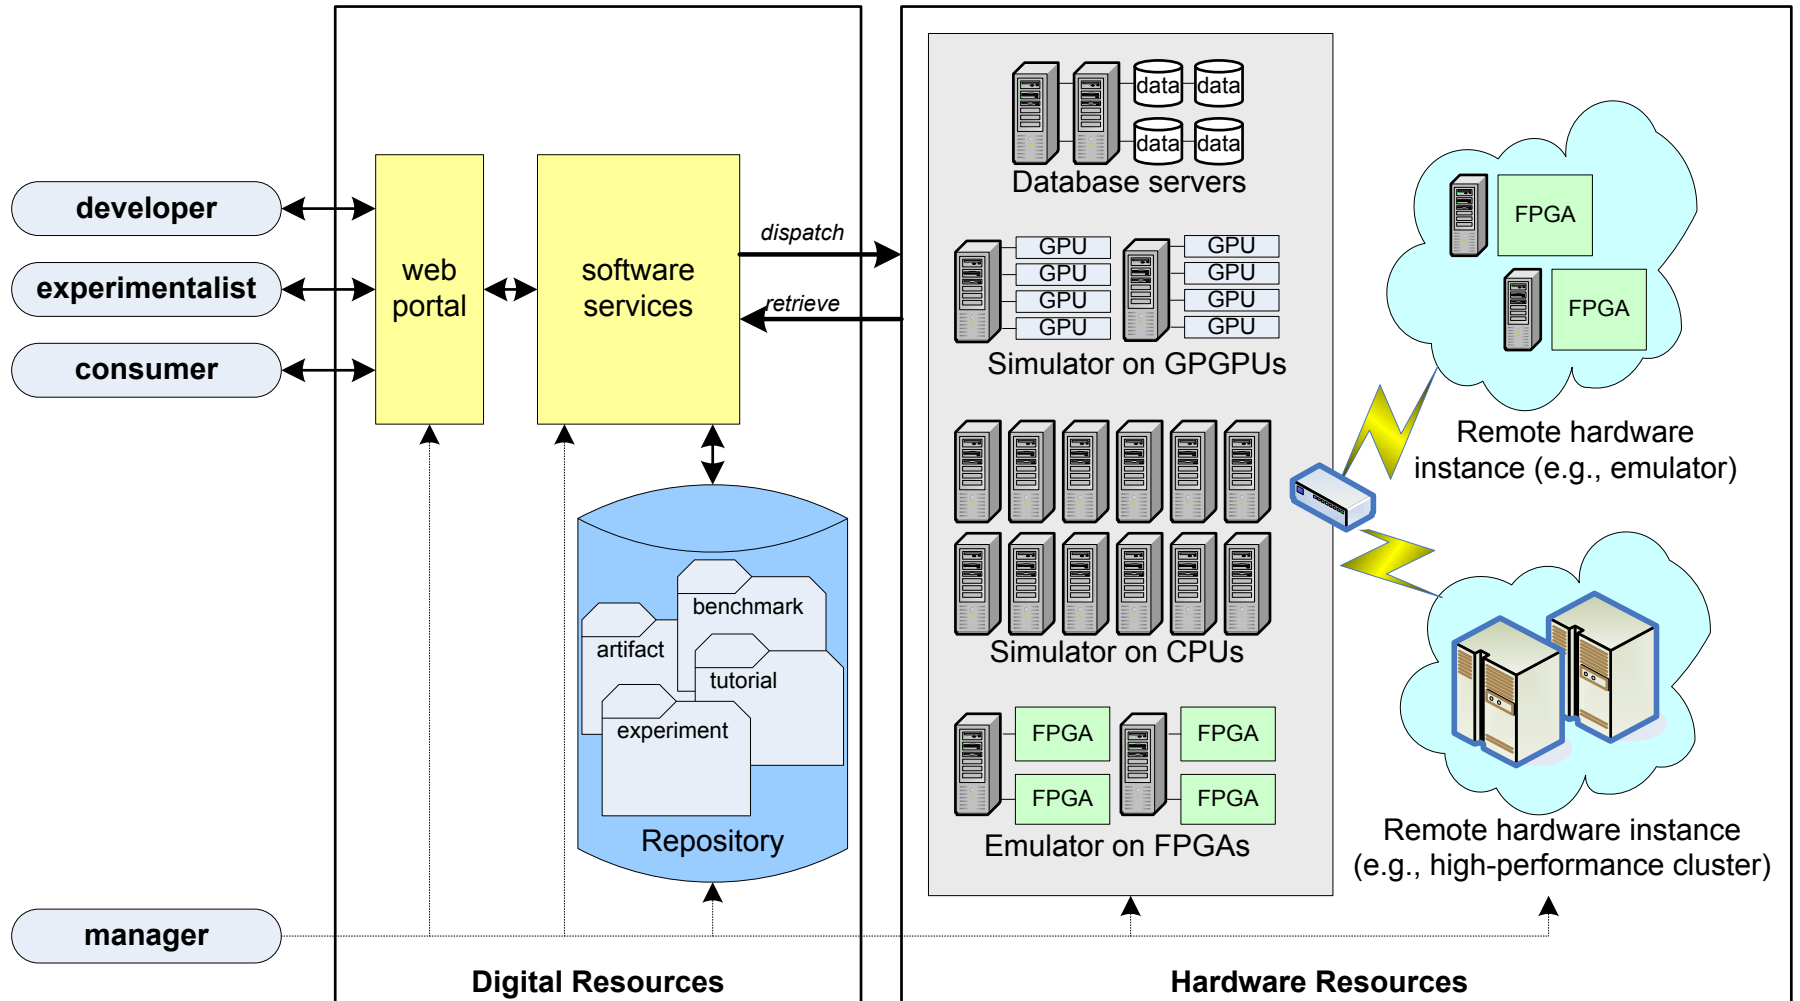 developer
experimentalist
consumer
manager
web
portal
software
services
dispatch
retrieve
benchmark
artifact
tutorial
experiment
Repository
Digital Resources
data data
data data
Database servers
GPU GPU
GPU GPU
GPU GPU
GPU GPU
Simulator on GPGPUs
Simulator on CPUs
FPGA FPGA
FPGA FPGA
Emulator on FPGAs
FPGA
FPGA
Remote hardware
instance (e.g., emulator)
Remote hardware instance
(e.g., high-performance cluster)
Hardware Resources